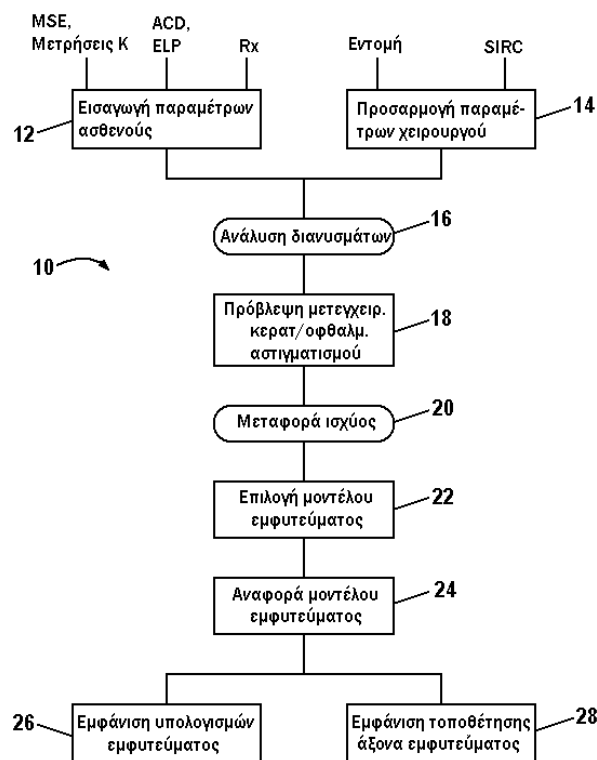 MSE,
Μετρήσεις Κ
ACD,
ELP
Rx
Εντομή
SIRC
Εισαγωγή παραμέτρων
ασθενούς
12
Προσαρμογή παραμέ-
τρων χειρουργού
14
Ανάλυση διανυσμάτων
16
10
Πρόβλεψη μετεγχειρ.
κερατ/οφθαλμ.
αστιγματισμού
18
Μεταφορά ισχύος
20
Επιλογή μοντέλου
εμφυτεύματος
22
Αναφορά μοντέλου
εμφυτεύματος
24
Εμφάνιση υπολογισμών
εμφυτεύματος
26
Εμφάνιση τοποθέτησης
άξονα εμφυτεύματος
28